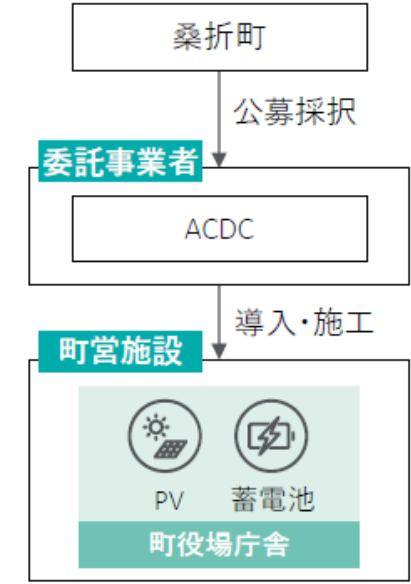 桑折町
公募採択
委託事業者
ACDC
導入・施工
町営施設
PV 蓄電池
町役場庁舎